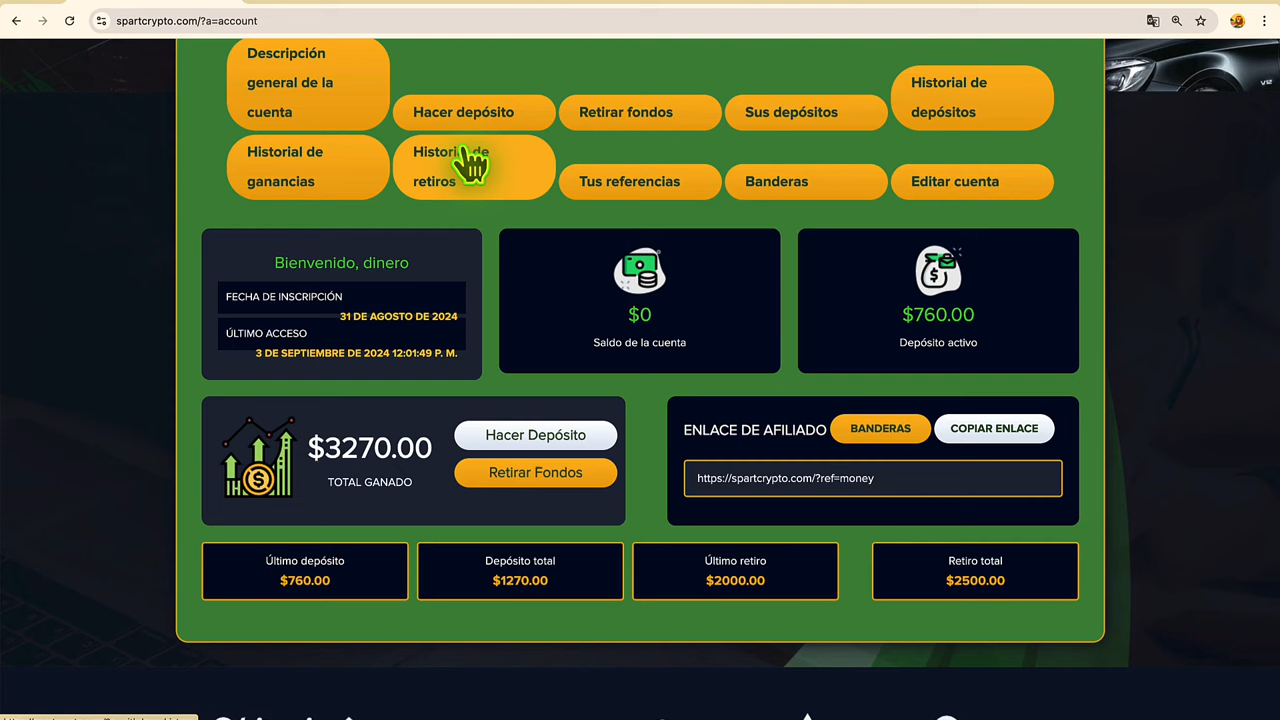 spartcrypto.com/?a=account
Descripción
general de la
cuenta
Hacer depósito
Retirar fondos
Sus depósitos
Historial de
depósitos
Historial de
ganancias
Historial de
retiros
Tus referencias
Banderas
Editar cuenta
Bienvenido, dinero
FECHA DE INSCRIPCIÓN
31 DE AGOSTO DE 2024
ÚLTIMO ACCESO
3 DE SEPTIEMBRE DE 2024 12:01:49 P. M.
$0
Saldo de la cuenta
$760.00
Depósito activo
$3270.00
TOTAL GANADO
Hacer Depósito
Retirar Fondos
ENLACE DE AFILIADO
BANDERAS
COPIAR ENLACE
https://spartcrypto.com/?ref=money
Último depósito
$760.00
Depósito total
$1270.00
Último retiro
$2000.00
Retiro total
$2500.00
V12